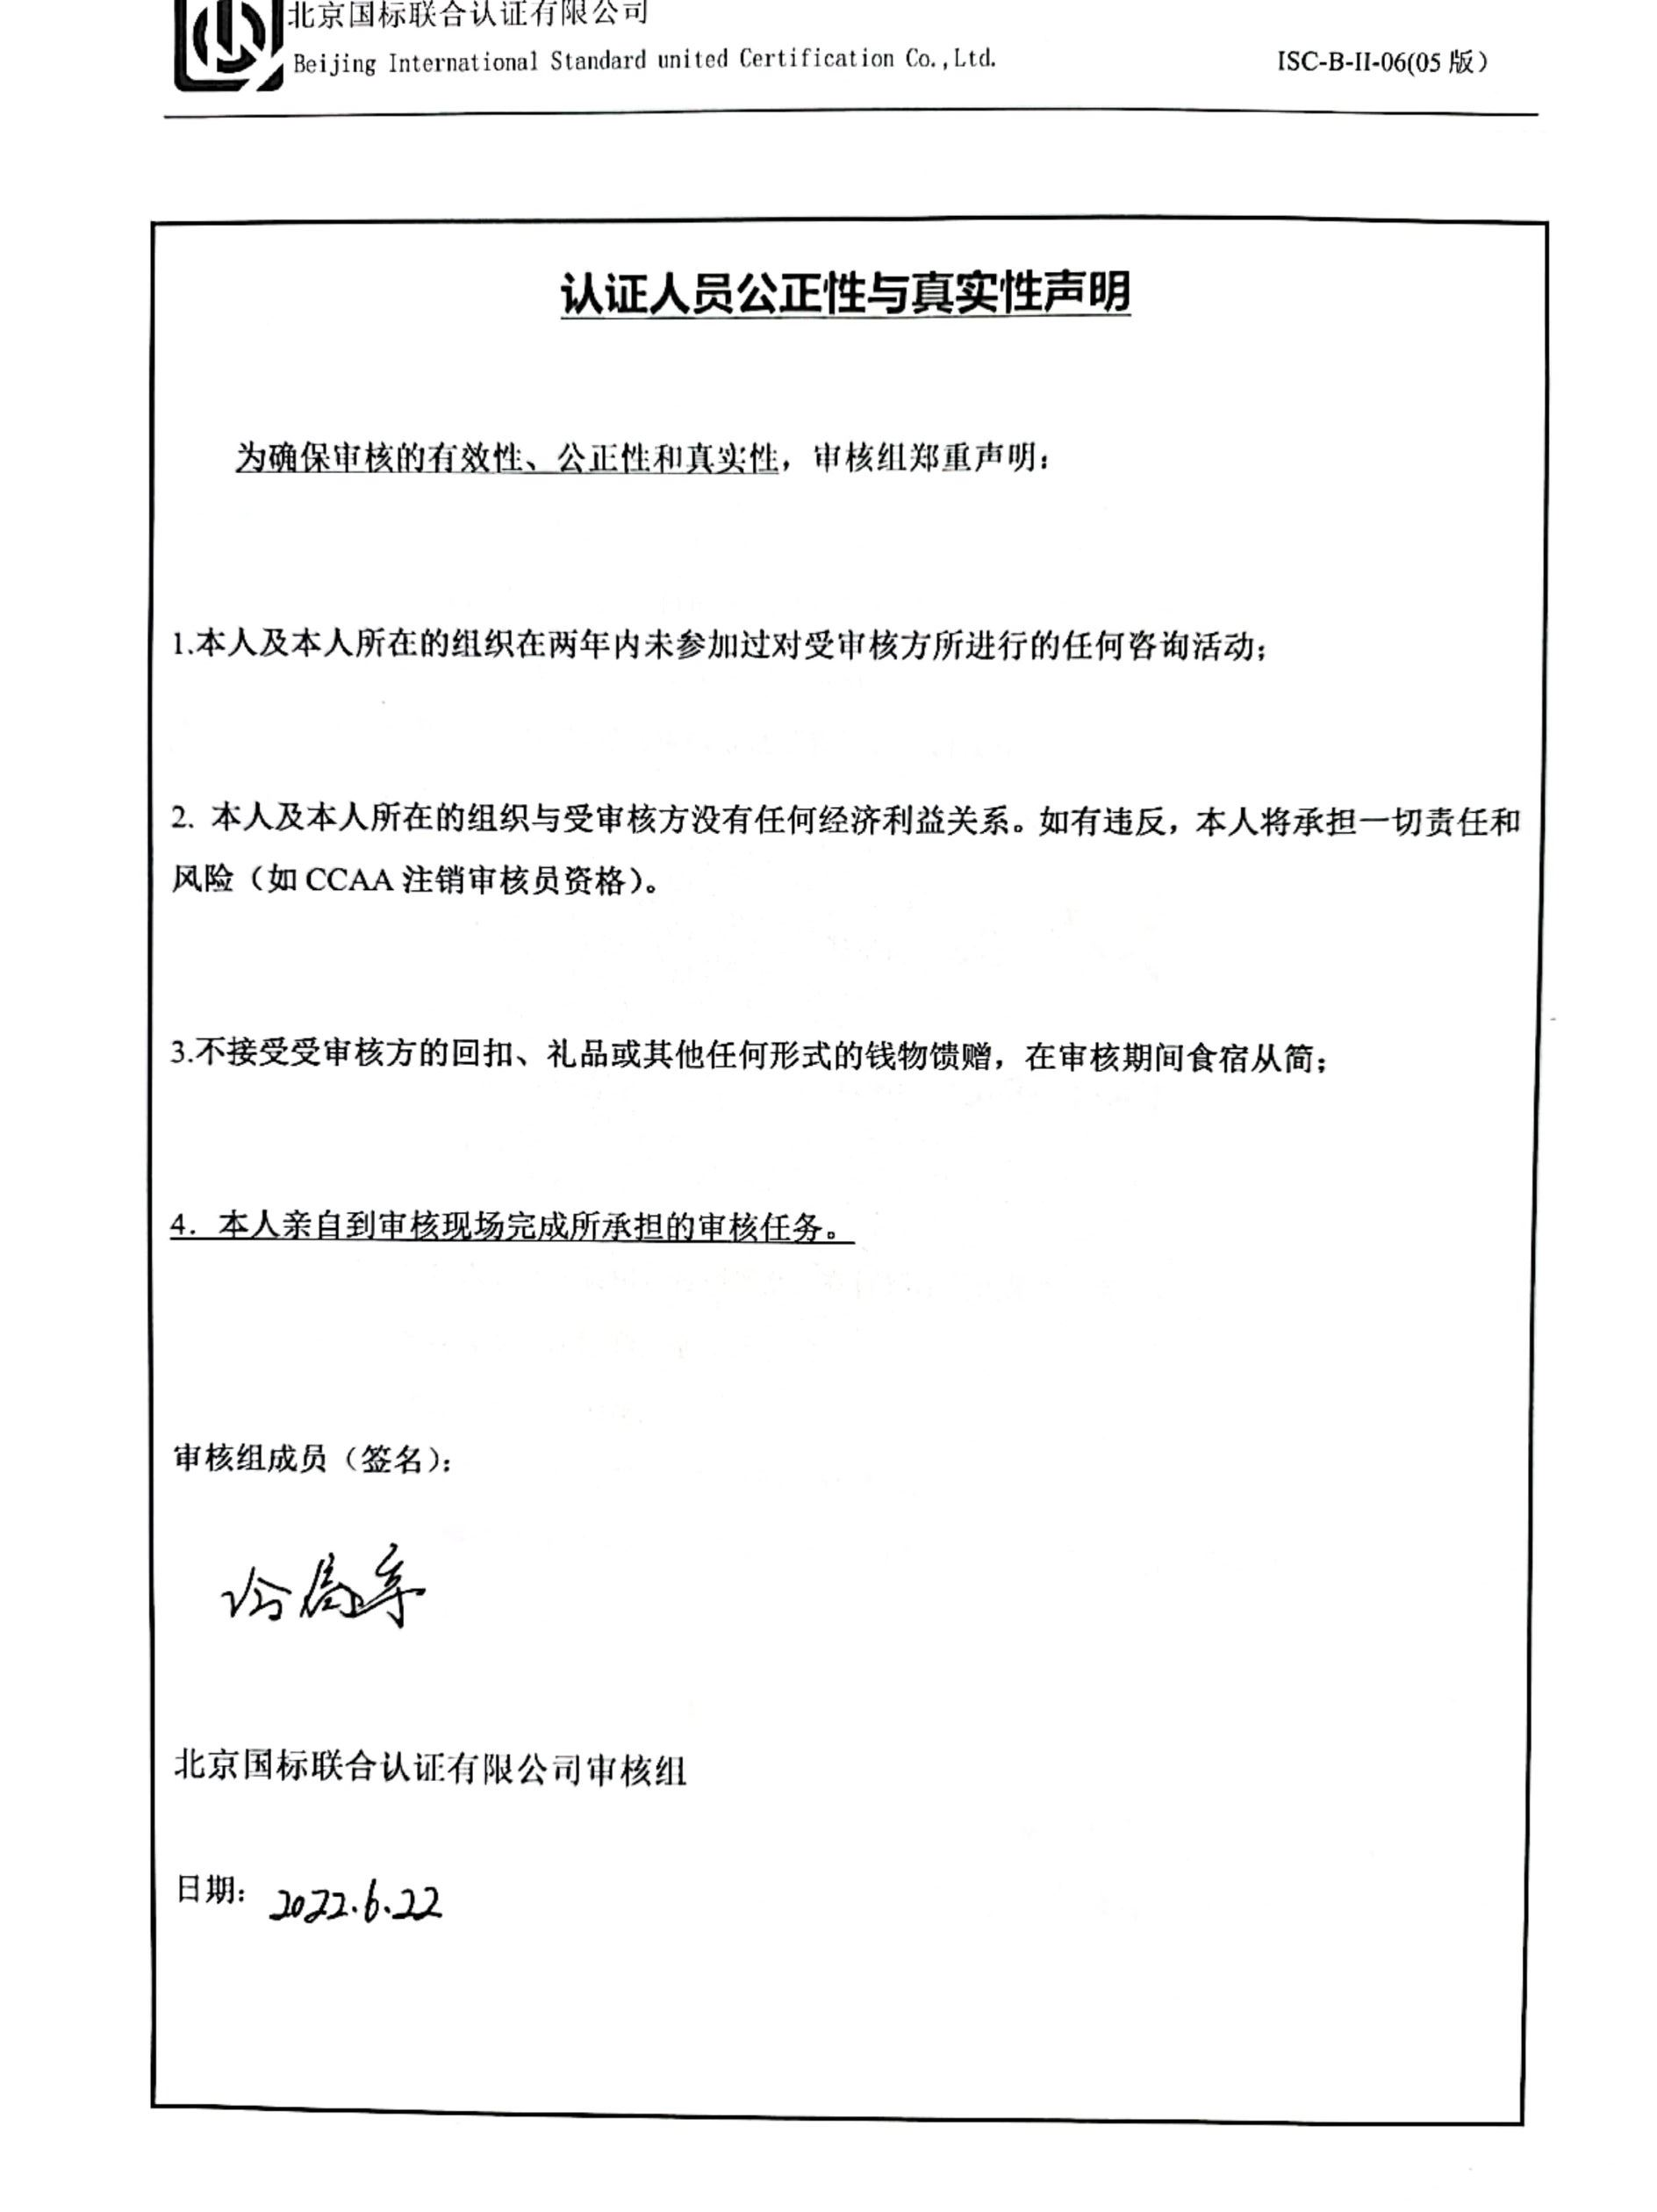 北京国标联合认证有限公司
Beijing International Standard united Certification Co.,Ltd.
ISC-B-II-06(05 版)
认证人员公正性与真实性声明
为确保审核的有效性、公正性和真实性，审核组郑重声明：
1.本人及本人所在的组织在两年内未参加过对受审核方所进行的任何咨询活动；
2. 本人及本人所在的组织与受审核方没有任何经济利益关系。如有违反，本人将承担一切责任和
风险（如 CCAA 注销审核员资格）。
3.不接受受审核方的回扣、礼品或其他任何形式的钱物馈赠，在审核期间食宿从简；
4. 本人亲自到审核现场完成所承担的审核任务。
审核组成员（签名）：
北京国标联合认证有限公司审核组
日期：2022.6.22